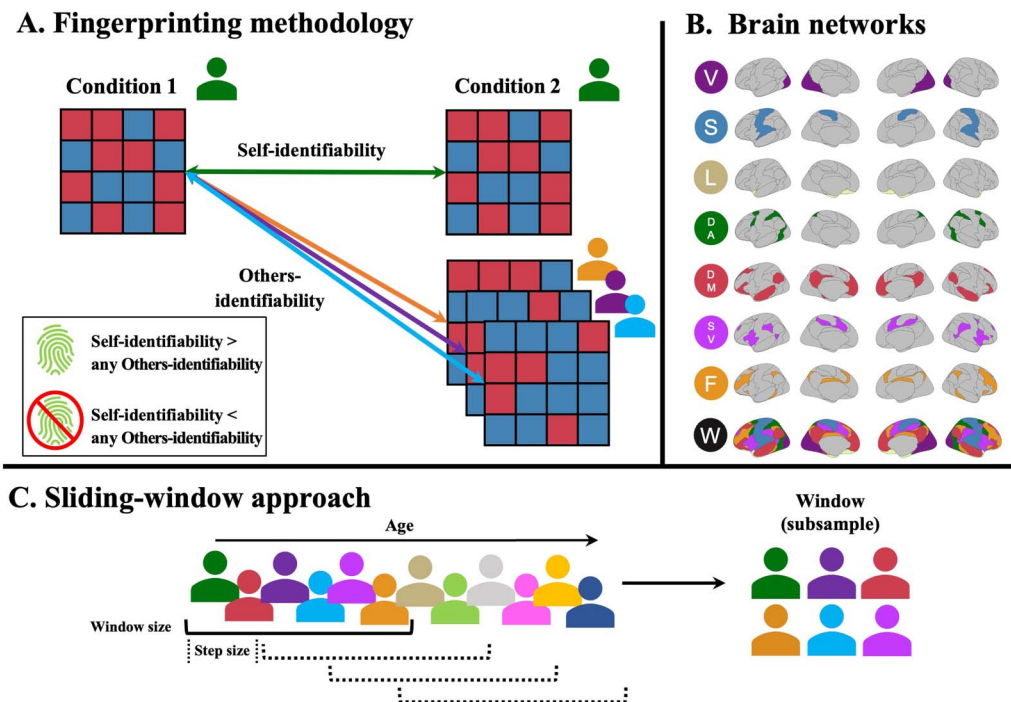 A. Fingerprinting methodology
Condition 1
Condition 2
Self-identifiability
Others-
identifiability
Self-identifiability >
any Others-identifiability
Self-identifiability <
any Others-identifiability
B. Brain networks
V
S
L
D
A
D
M
S
V
F
W
C. Sliding-window approach
Age
Window size
Step size
Window
(subsample)